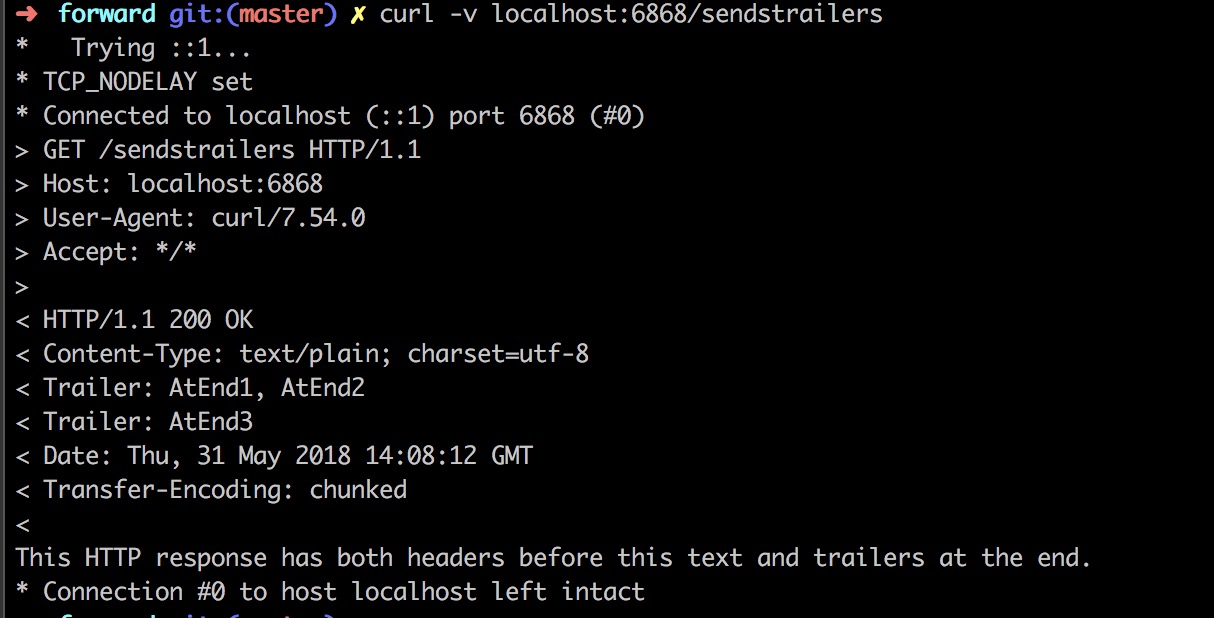 ➜ forward git:(master) ✗ curl -v localhost:6868/sendstrailers
* Trying ::1...
* TCP_NODELAY set
* Connected to localhost (::1) port 6868 (#0)
> GET /sendstrailers HTTP/1.1
> Host: localhost:6868
> User-Agent: curl/7.54.0
> Accept: */*
>
< HTTP/1.1 200 OK
< Content-Type: text/plain; charset=utf-8
< Trailer: AtEnd1, AtEnd2
< Trailer: AtEnd3
< Date: Thu, 31 May 2018 14:08:12 GMT
< Transfer-Encoding: chunked
<
This HTTP response has both headers before this text and trailers at the end.
* Connection #0 to host localhost left intact